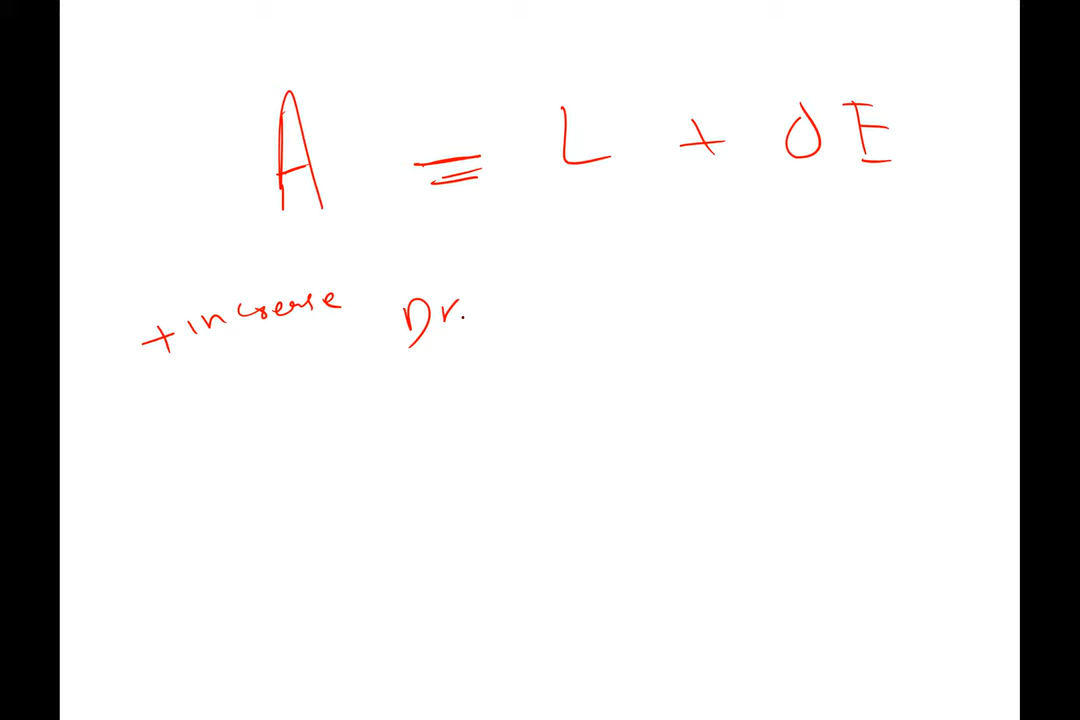 A = L + OE
+ increase Dr.